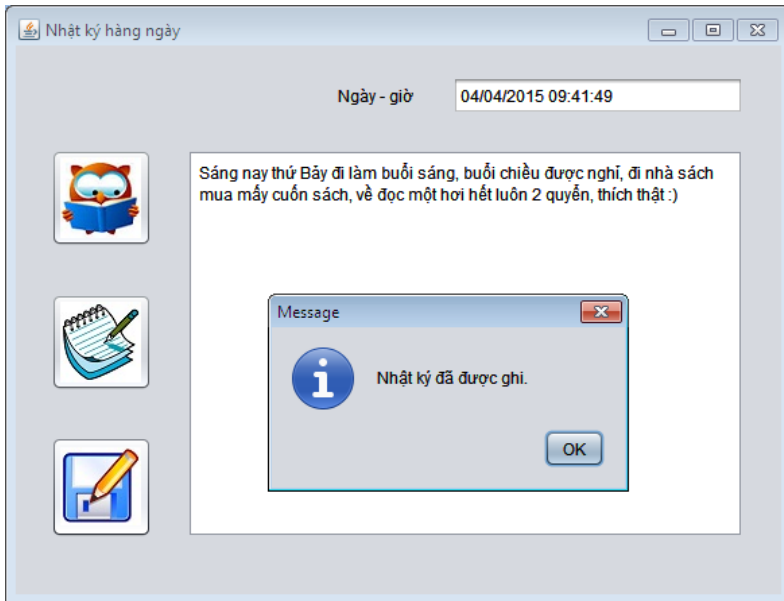 Nhật ký hàng ngày
Ngày - giờ
04/04/2015 09:41:49
Sáng nay thứ Bảy đi làm buổi sáng, buổi chiều được nghỉ, đi nhà sách
mua mấy cuốn sách, về đọc một hơi hết luôn 2 quyển, thích thật :)
Message
Nhật ký đã được ghi.
OK